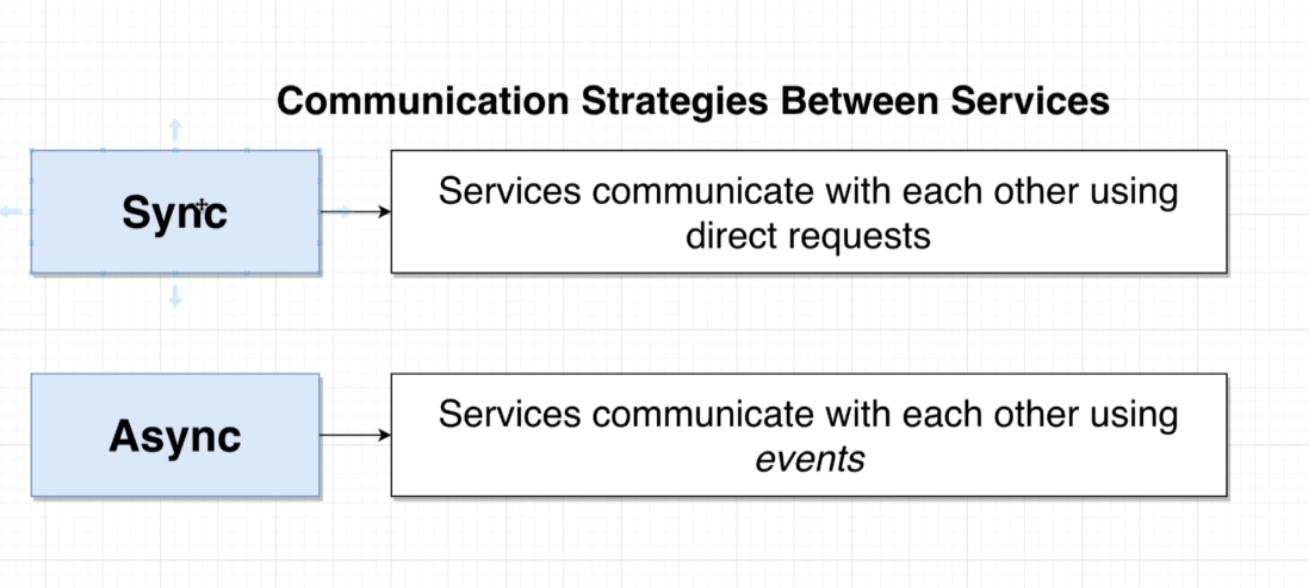 Communication Strategies Between Services
Sync
Services communicate with each other using
direct requests
Async
Services communicate with each other using
events